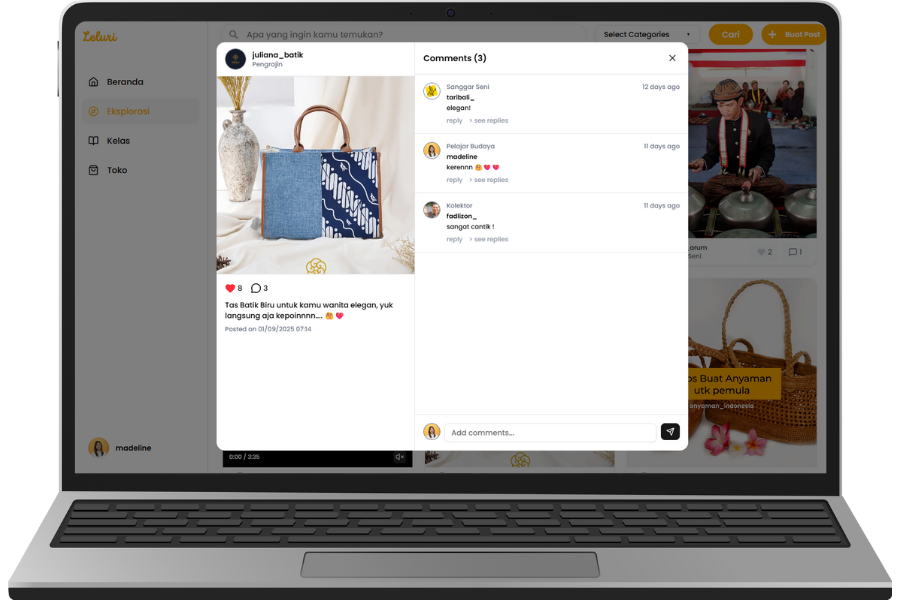 Leluri
Apa yang ingin kamu temukan?
Select Categories
Cari
+ Buat Post
Beranda
Eksplorasi
Kelas
Toko
madeline
juliana_batik
Pengrajin
8
3
Tas Batik Biru untuk kamu wanita elegan, yuk
langsung aja kepoinnnn.... 🤗 ❤️
Posted on 01/09/2025 07:14
Comments (3)
Sanggar Seni
12 days ago
taribali_
elegan!
reply > see replies
Pelajar Budaya
11 days ago
madeline
kerennn 🤗 ❤️ ❤️
reply > see replies
Kolektor
11 days ago
fadlizon_
sangat cantik !
reply > see replies
Add comments...
0:00 / 3:35
_arum
Seni
2
1
os Buat Anyaman
utk pemula
anyaman_indonesia